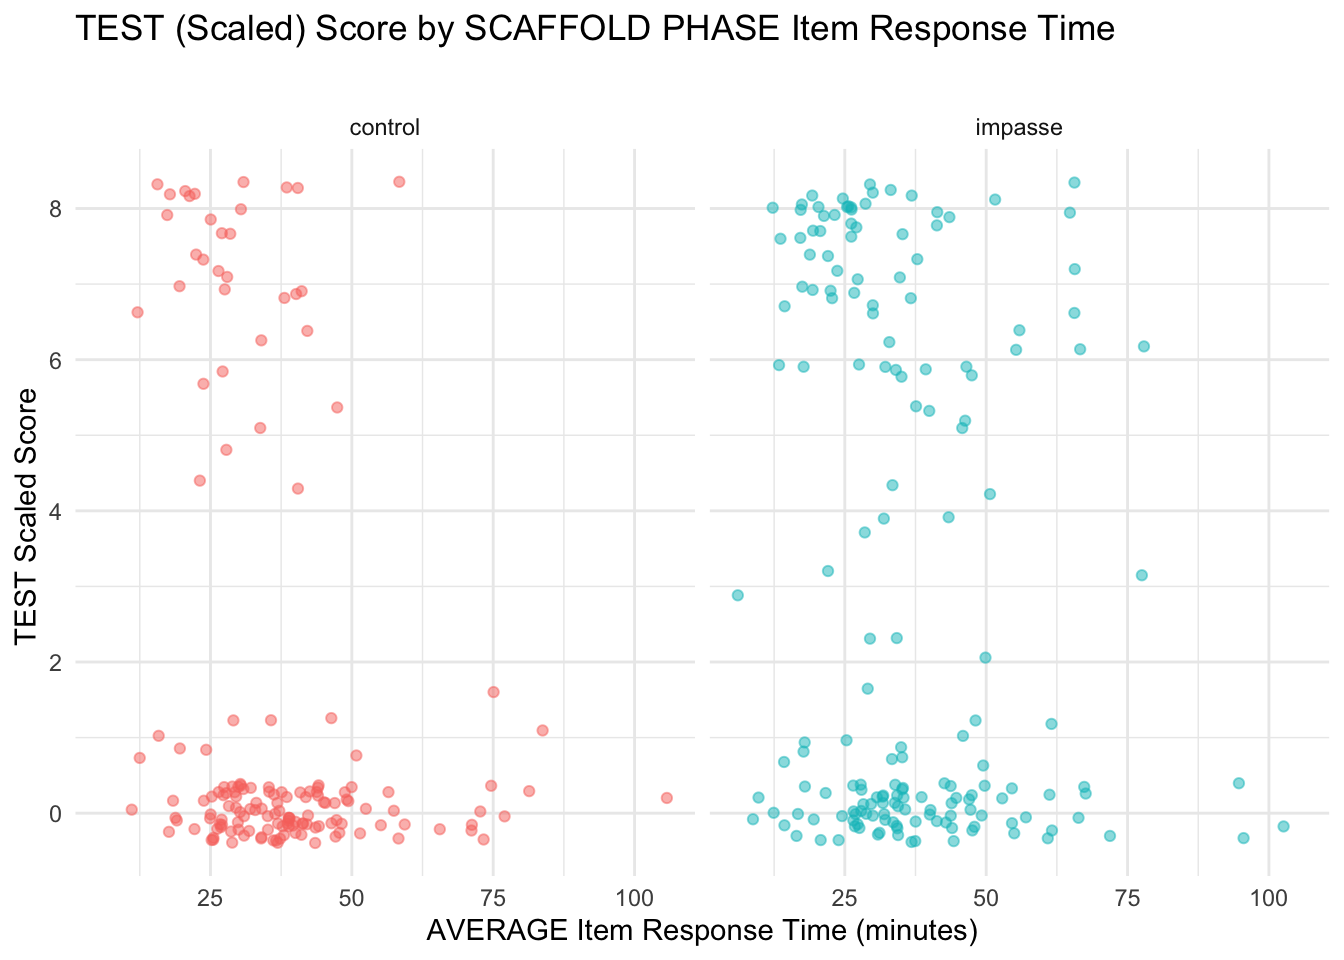 TEST (Scaled) Score by SCAFFOLD PHASE Item Response Time
control
impasse
TEST Scaled Score
8
6
4
2
0
25
50
75
100
25
50
75
100
AVERAGE Item Response Time (minutes)